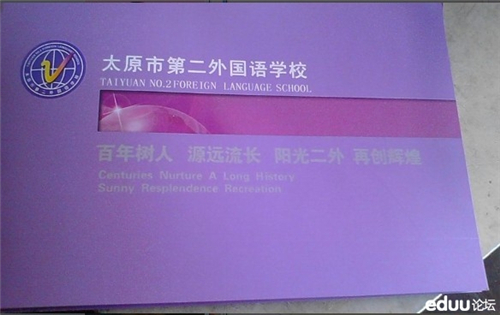 太原市第二外国语学校
TAIYUAN NO.2FOREIGN LANGUAGE SCHOOL
百年树人 源远流长 阳光二外 再创辉煌
Centuries Nurture A Long History
Sunny Resplendence Recreation
eduu论坛